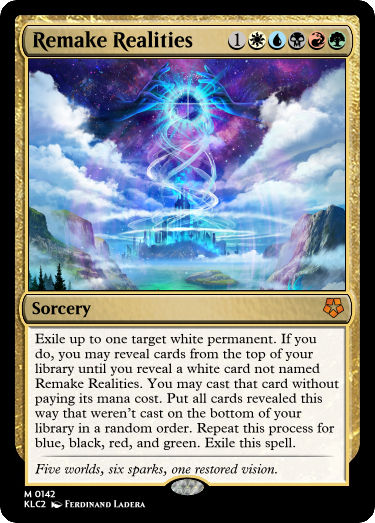 Remake Realities 1
Sorcery
Exile up to one target white permanent. If you
do, you may reveal cards from the top of your
library until you reveal a white card not named
Remake Realities. You may cast that card without
paying its mana cost. Put all cards revealed this
way that weren't cast on the bottom of your
library in a random order. Repeat this process for
blue, black, red, and green. Exile this spell.
Five worlds, six sparks, one restored vision.
M 0142
KLC2 Ferdinand Ladera